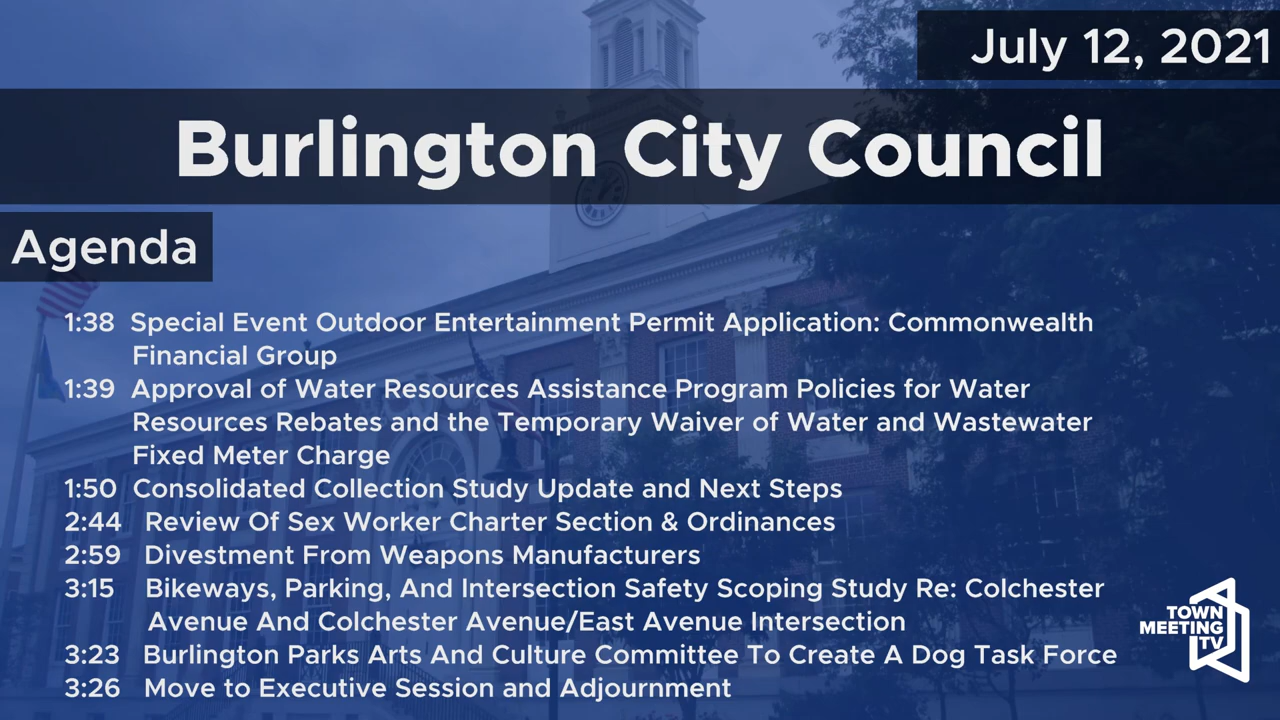 July 12, 2021
Burlington City Council
Agenda
1:38 Special Event Outdoor Entertainment Permit Application: Commonwealth
Financial Group
1:39 Approval of Water Resources Assistance Program Policies for Water
Resources Rebates and the Temporary Waiver of Water and Wastewater
Fixed Meter Charge
1:50 Consolidated Collection Study Update and Next Steps
2:44 Review Of Sex Worker Charter Section & Ordinances
2:59 Divestment From Weapons Manufacturers
3:15 Bikeways, Parking, And Intersection Safety Scoping Study Re: Colchester
Avenue And Colchester Avenue/East Avenue Intersection
3:23 Burlington Parks Arts And Culture Committee To Create A Dog Task Force
3:26 Move to Executive Session and Adjournment
TOWN
MEETING
TV